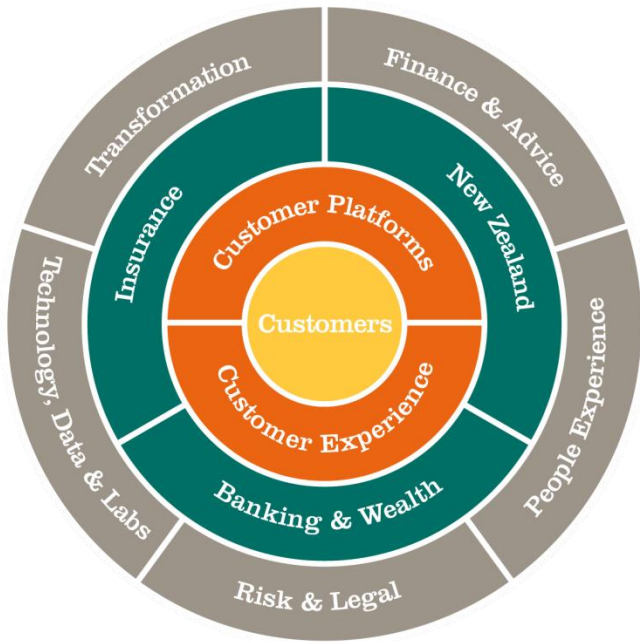 Transformation
Finance & Advice
Insurance
New Zealand
Customer Platforms
Customers
Customer Experience
Technology, Data & Labs
People Experience
Banking & Wealth
Risk & Legal